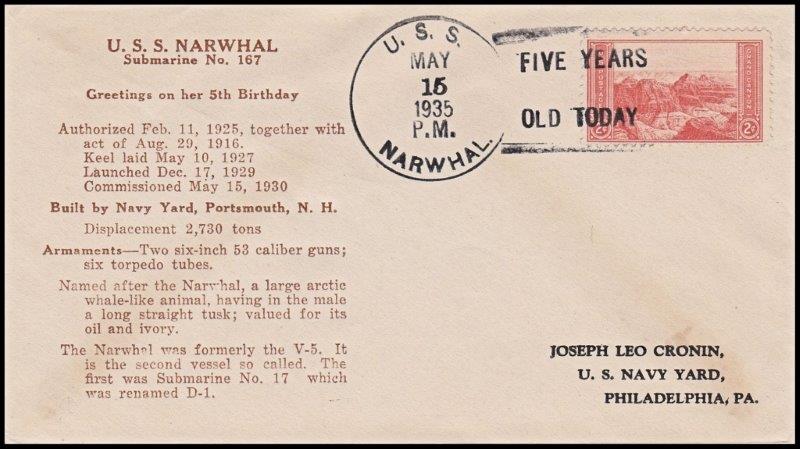 U. S. S. NARWHAL
Submarine No. 167
Greetings on her 5th Birthday
Authorized Feb. 11, 1925, together with
act of Aug. 29, 1916.
Keel laid May 10, 1927
Launched Dec. 17, 1929
Commissioned May 15, 1930
Built by Navy Yard, Portsmouth, N. H.
Displacement 2,730 tons
Armaments—Two six-inch 53 caliber guns;
six torpedo tubes.
Named after the Narwhal, a large arctic
whale-like animal, having in the male
a long straight tusk; valued for its
oil and ivory.
The Narwhal was formerly the V-5. It
is the second vessel so called. The
first was Submarine No. 17 which
was renamed D-1.
U. S. S.
MAY
15
1935
P.M.
NARWHAL.
FIVE YEARS
OLD TODAY
POSTAGE
GRAND CANYON
2¢ 2¢
JOSEPH LEO CRONIN,
U. S. NAVY YARD,
PHILADELPHIA, PA.